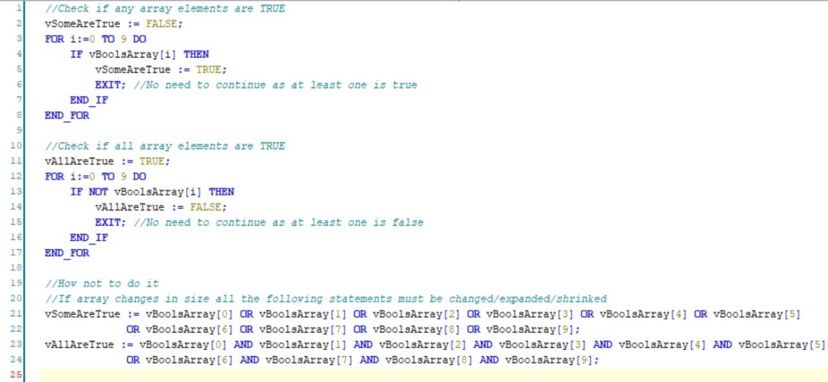 1 //Check if any array elements are TRUE
2 vSomeAreTrue := FALSE;
3 FOR i:=0 TO 9 DO
4 IF vBoolsArray[i] THEN
5 vSomeAreTrue := TRUE;
6 EXIT; //No need to continue as at least one is true
7 END_IF
8 END_FOR
9
10 //Check if all array elements are TRUE
11 vAllAreTrue := TRUE;
12 FOR i:=0 TO 9 DO
13 IF NOT vBoolsArray[i] THEN
14 vAllAreTrue := FALSE;
15 EXIT; //No need to continue as at least one is false
16 END_IF
17 END_FOR
18
19 //How not to do it
20 //If array changes in size all the following statements must be changed/expanded/shrinked
21 vSomeAreTrue := vBoolsArray[0] OR vBoolsArray[1] OR vBoolsArray[2] OR vBoolsArray[3] OR vBoolsArray[4] OR vBoolsArray[5]
22 OR vBoolsArray[6] OR vBoolsArray[7] OR vBoolsArray[8] OR vBoolsArray[9];
23 vAllAreTrue := vBoolsArray[0] AND vBoolsArray[1] AND vBoolsArray[2] AND vBoolsArray[3] AND vBoolsArray[4] AND vBoolsArray[5]
24 OR vBoolsArray[6] AND vBoolsArray[7] AND vBoolsArray[8] AND vBoolsArray[9];
25